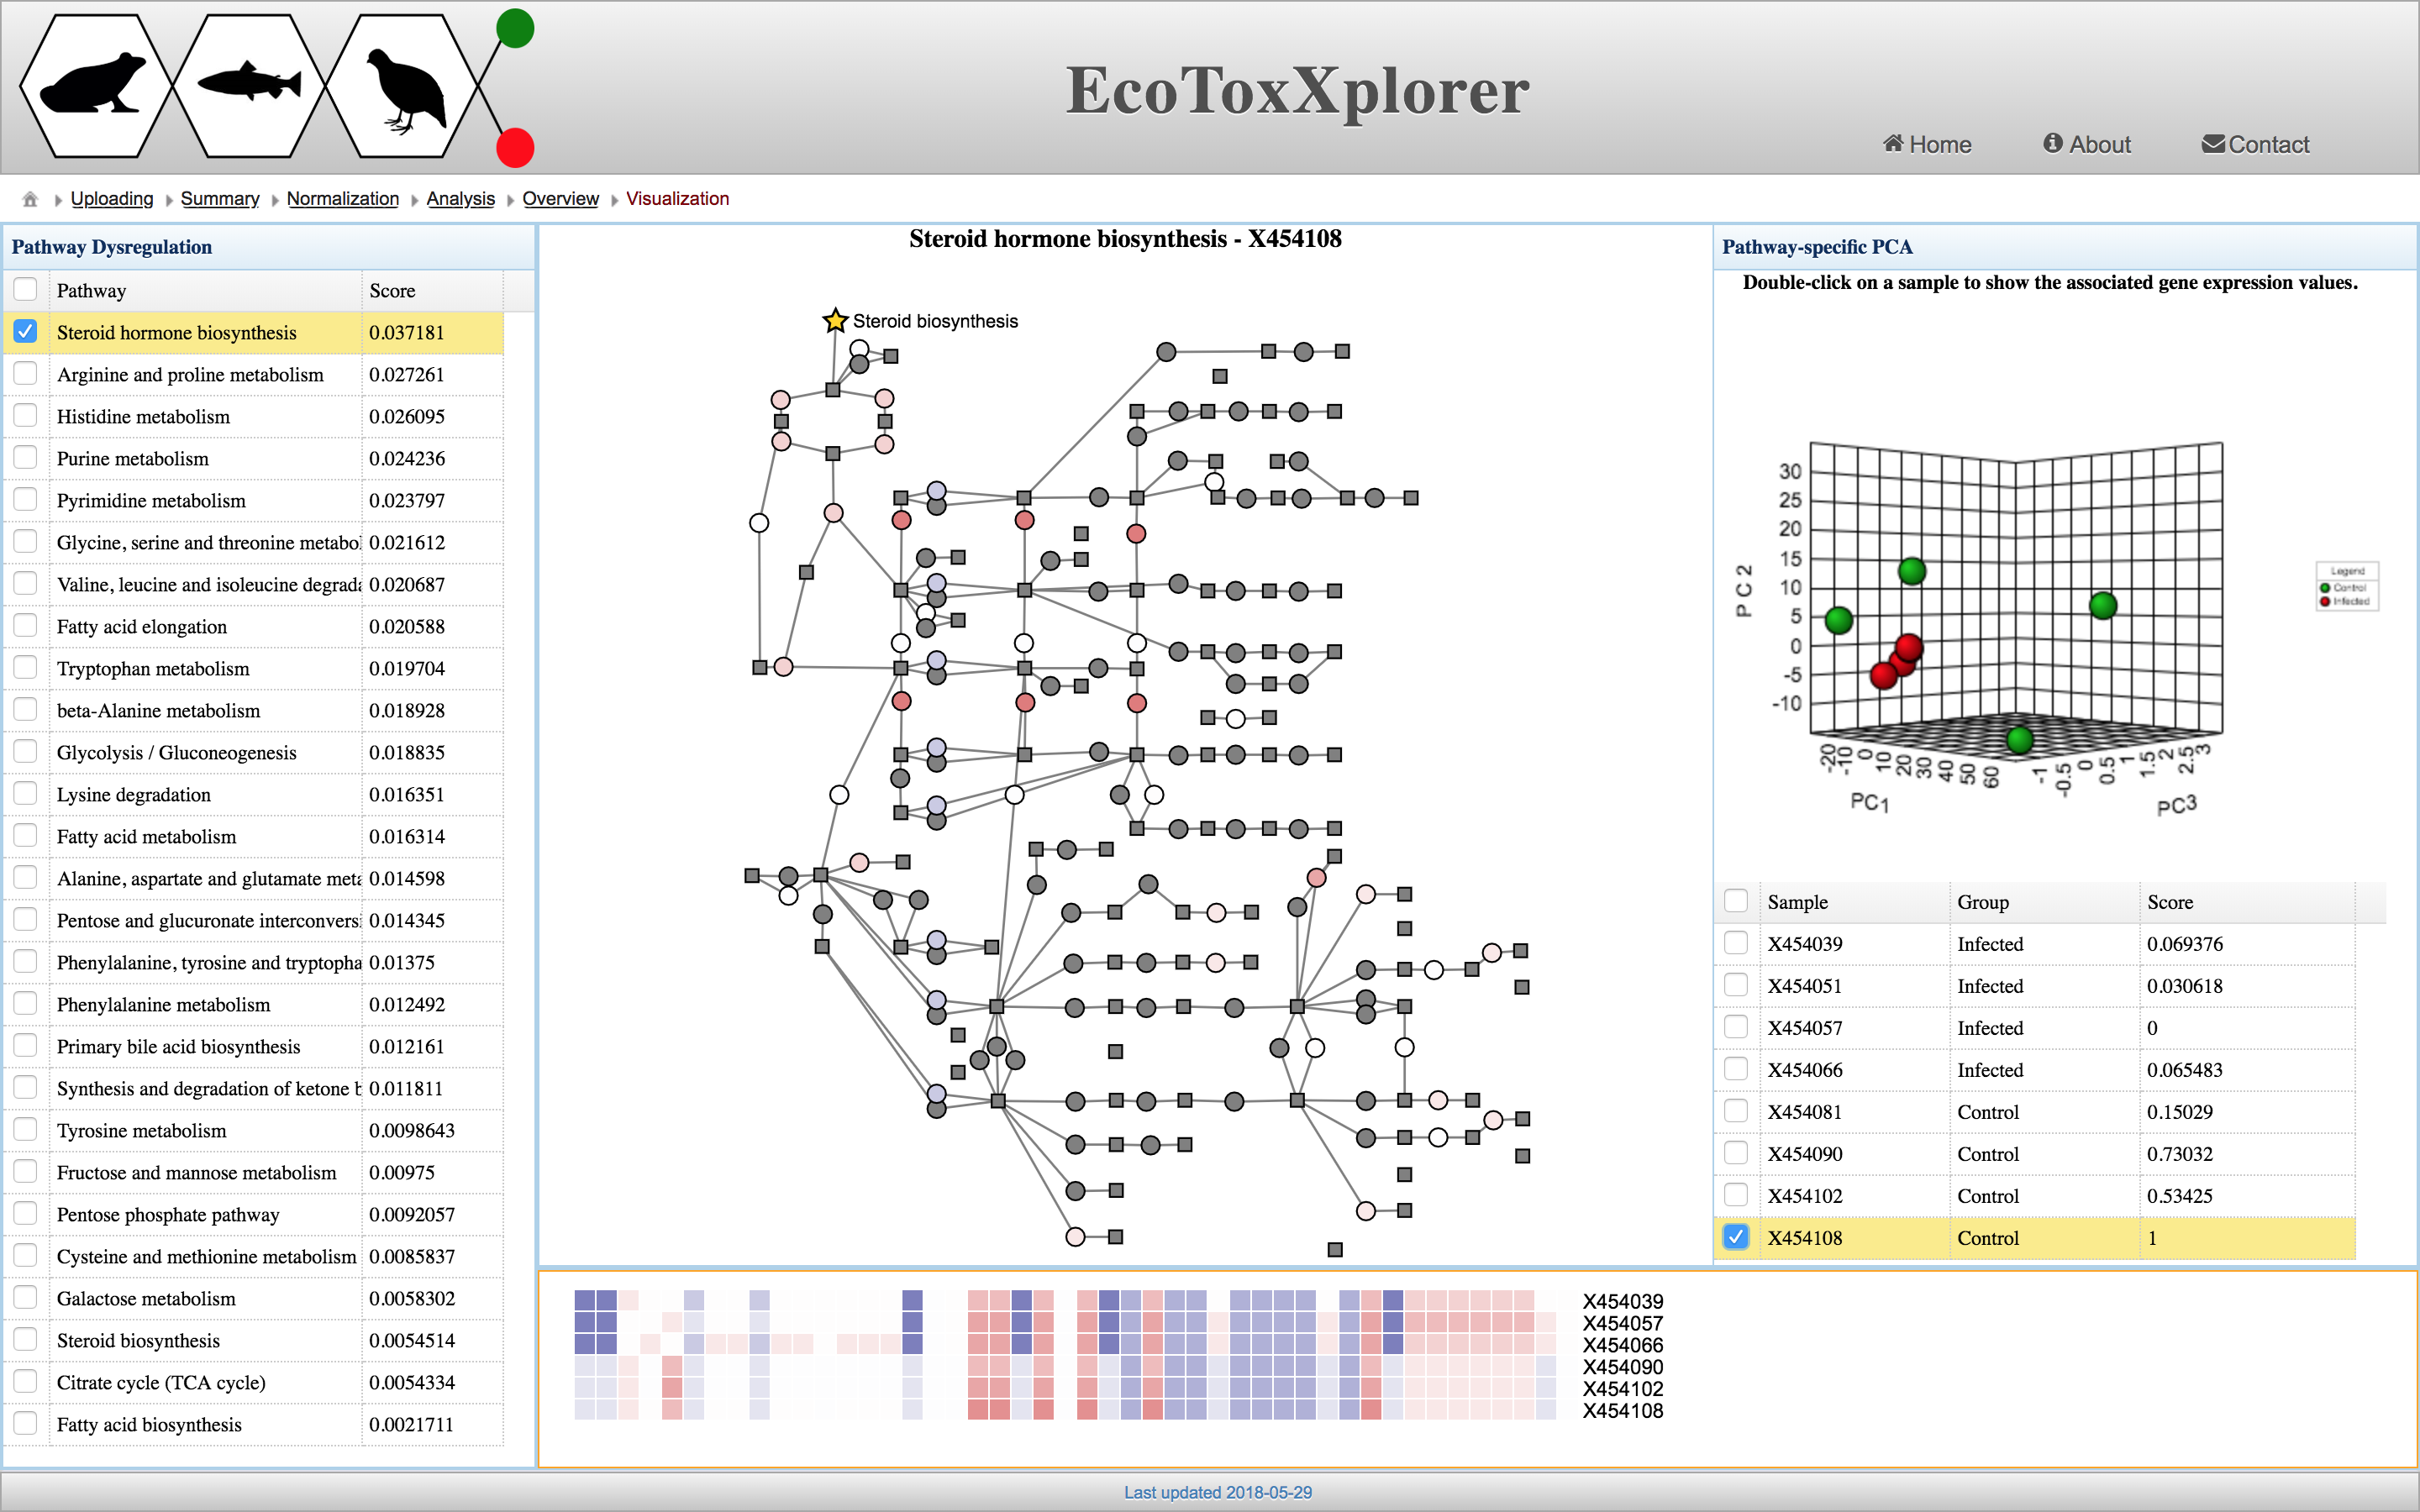 EcoToxXplorer
Home About Contact
Uploading Summary Normalization Analysis Overview Visualization
Pathway Dysregulation
Pathway Score
Steroid hormone biosynthesis 0.037181
Arginine and proline metabolism 0.027261
Histidine metabolism 0.026095
Purine metabolism 0.024236
Pyrimidine metabolism 0.023797
Glycine, serine and threonine metabo 0.021612
Valine, leucine and isoleucine degrada 0.020687
Fatty acid elongation 0.020588
Tryptophan metabolism 0.019704
beta-Alanine metabolism 0.018928
Glycolysis / Gluconeogenesis 0.018835
Lysine degradation 0.016351
Fatty acid metabolism 0.016314
Alanine, aspartate and glutamate meta 0.014598
Pentose and glucuronate interconvers 0.014345
Phenylalanine, tyrosine and tryptopha 0.01375
Phenylalanine metabolism 0.012492
Primary bile acid biosynthesis 0.012161
Synthesis and degradation of ketone b 0.011811
Tyrosine metabolism 0.0098643
Fructose and mannose metabolism 0.00975
Pentose phosphate pathway 0.0092057
Cysteine and methionine metabolism 0.0085837
Galactose metabolism 0.0058302
Steroid biosynthesis 0.0054514
Citrate cycle (TCA cycle) 0.0054334
Fatty acid biosynthesis 0.0021711
Steroid hormone biosynthesis - X454108
Steroid biosynthesis
Pathway-specific PCA
Double-click on a sample to show the associated gene expression values.
30
25
20
15
10
5
0
-5
-10
PC 2
-20 -10 0 10 20 30 40 50 60
PC1
-1 -0.5 0 0.5 1 1.5 2 2.5 3
PC3
Legend
Control
Infected
Sample Group Score
X454039 Infected 0.069376
X454051 Infected 0.030618
X454057 Infected 0
X454066 Infected 0.065483
X454081 Control 0.15029
X454090 Control 0.73032
X454102 Control 0.53425
X454108 Control 1
X454039
X454057
X454066
X454090
X454102
X454108
Last updated 2018-05-29